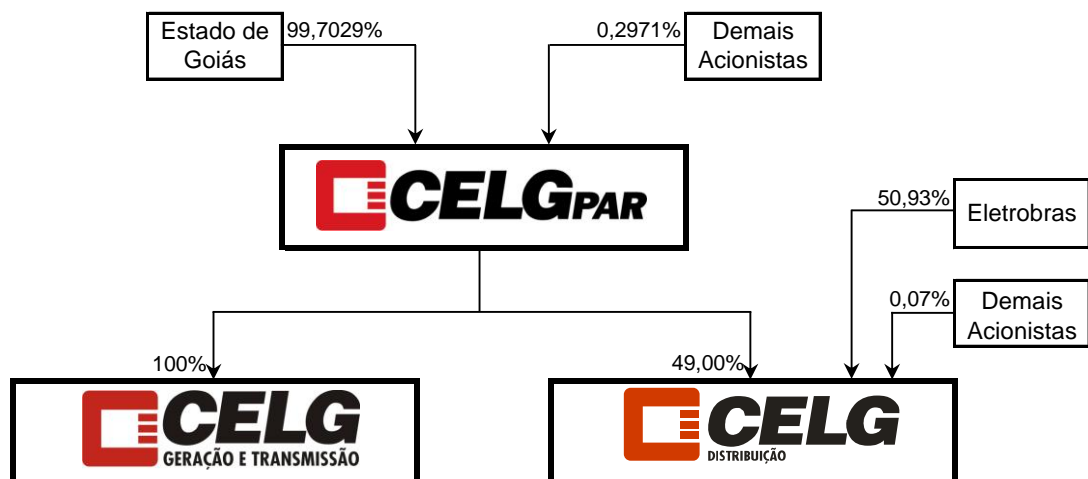 Estado de
Goiás
99,7029%
0,2971%
Demais
Acionistas
CELGPAR
50,93%
Eletrobras
0,07%
Demais
Acionistas
100%
49,00%
CELG
GERAÇÃO E TRANSMISSÃO
CELG
DISTRIBUIÇÃO